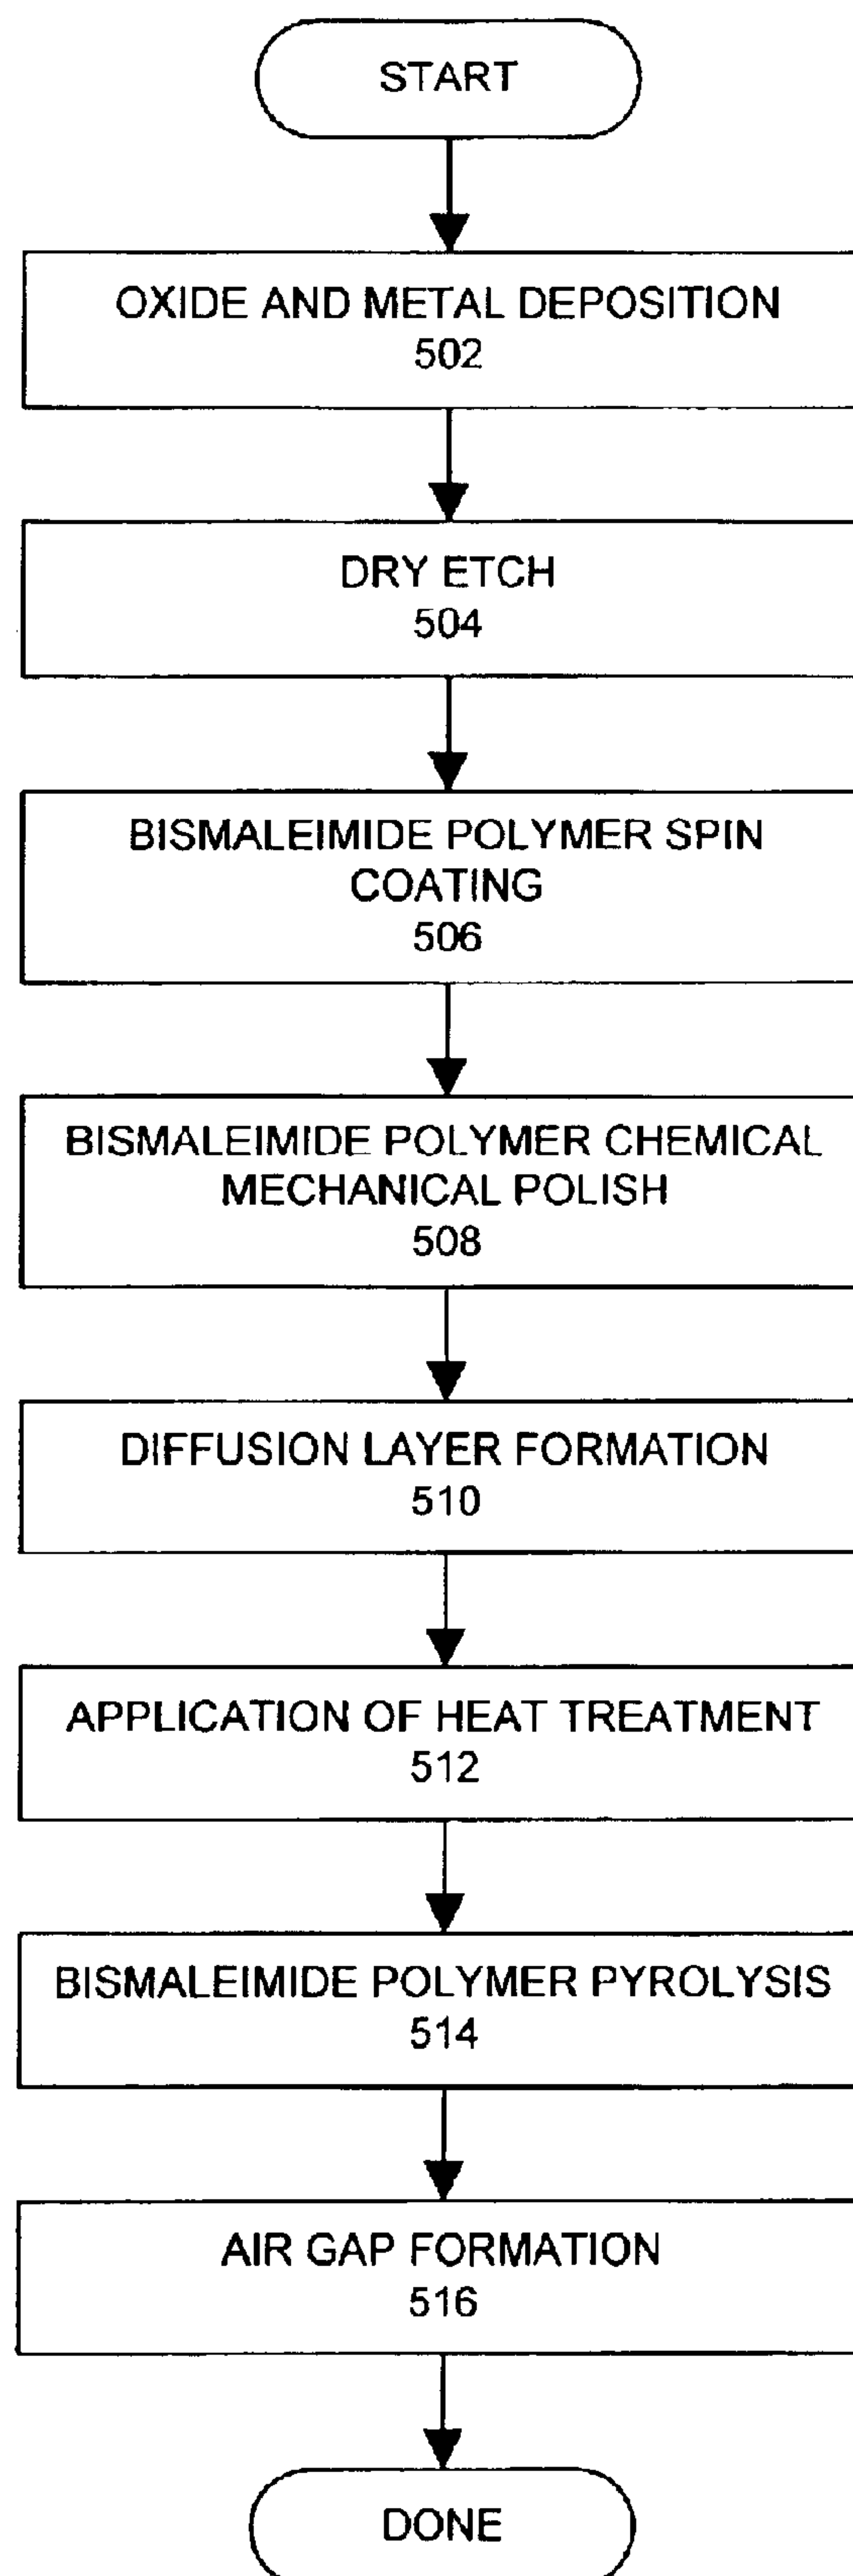 START
OXIDE AND METAL DEPOSITION
502
DRY ETCH
504
BISMALEIMIDE POLYMER SPIN
COATING
506
BISMALEIMIDE POLYMER CHEMICAL
MECHANICAL POLISH
508
DIFFUSION LAYER FORMATION
510
APPLICATION OF HEAT TREATMENT
512
BISMALEIMIDE POLYMER PYROLYSIS
514
AIR GAP FORMATION
516
DONE